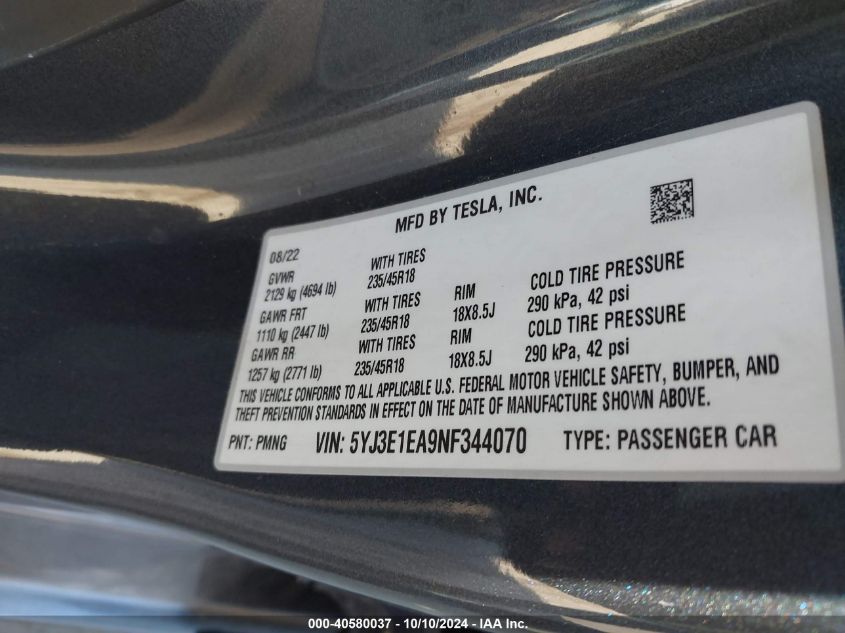 MFD BY TESLA, INC.
08/22
GVWR WITH TIRES
2129 kg (4694 lb) 235/45R18
GAWR FRT WITH TIRES RIM COLD TIRE PRESSURE
1110 kg (2447 lb) 235/45R18 18X8.5J 290 kPa, 42 psi
GAWR RR WITH TIRES RIM COLD TIRE PRESSURE
1257 kg (2771 lb) 235/45R18 18X8.5J 290 kPa, 42 psi
THIS VEHICLE CONFORMS TO ALL APPLICABLE U.S. FEDERAL MOTOR VEHICLE SAFETY, BUMPER, AND
THEFT PREVENTION STANDARDS IN EFFECT ON THE DATE OF MANUFACTURE SHOWN ABOVE.
PNT: PMNG VIN: 5YJ3E1EA9NF344070 TYPE: PASSENGER CAR
000-40580037 - 10/10/2024 - IAA Inc.